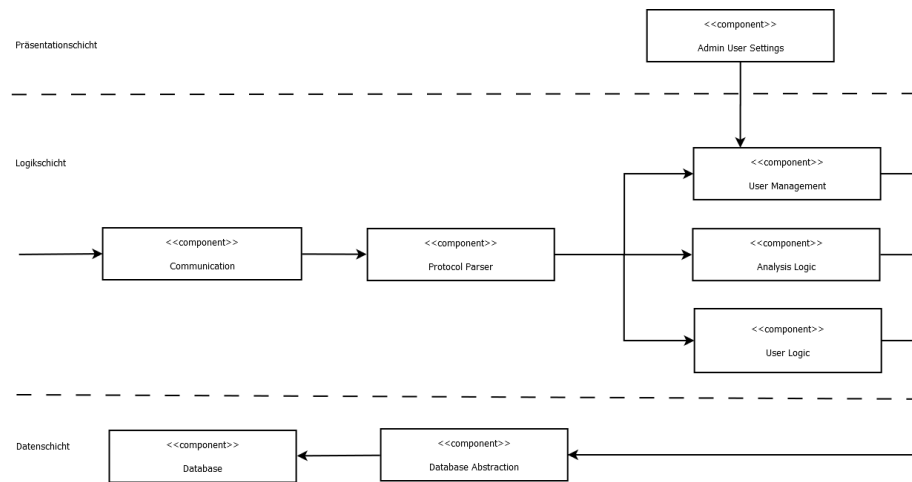 Präsentationschicht
<<component>>
Admin User Settings
Logikschicht
<<component>>
User Management
<<component>>
Communication
<<component>>
Protocol Parser
<<component>>
Analysis Logic
<<component>>
User Logic
Datenschicht
<<component>>
Database
<<component>>
Database Abstraction